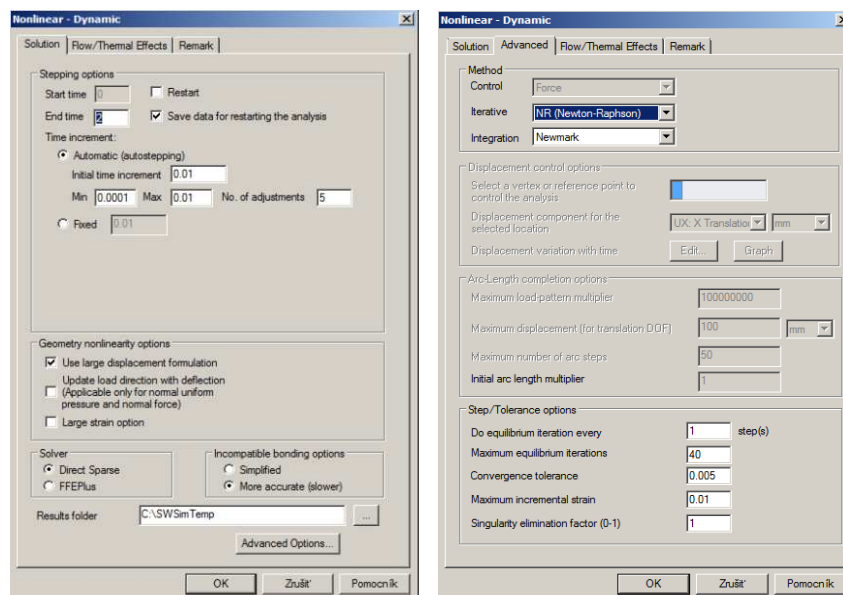 Nonlinear - Dynamic
Solution Flow/Thermal Effects Remark
Stepping options
Start time 0 Restart
End time 2 Save data for restarting the analysis
Time increment:
Automatic (autostepping)
Initial time increment 0.01
Min 0.0001 Max 0.01 No. of adjustments 5
Fixed 0.01
Geometry nonlinearity options
Use large displacement formulation
Update load direction with deflection
(Applicable only for normal uniform
pressure and normal force)
Large strain option
Solver
Direct Sparse
FFEPlus
Incompatible bonding options
Simplified
More accurate (slower)
Results folder C:\SWSimTemp ...
Advanced Options...
OK Zrušiť Pomocník
Nonlinear - Dynamic
Solution Advanced Flow/Thermal Effects Remark
Method
Control Force
Iterative NR (Newton-Raphson)
Integration Newmark
Displacement control options
Select a vertex or reference point to
control the analysis
Displacement component for the
selected location UX: X Translatio mm
Displacement variation with time Edit... Graph
Arc-Length completion options
Maximum load-pattern multiplier 100000000
Maximum displacement (for translation DOF) 100 mm
Maximum number of arc steps 50
Initial arc length multiplier 1
Step/Tolerance options
Do equilibrium iteration every 1 step(s)
Maximum equilibrium iterations 40
Convergence tolerance 0.005
Maximum incremental strain 0.01
Singularity elimination factor (0-1) 1
OK Zrušiť Pomocník